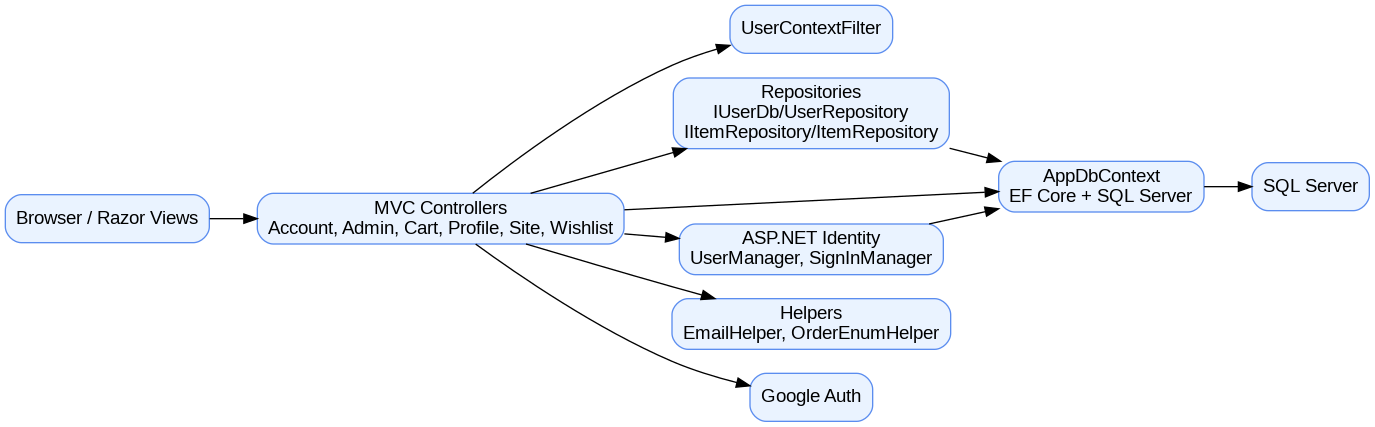 Browser / Razor Views
MVC Controllers
Account, Admin, Cart, Profile, Site, Wishlist
UserContextFilter
Repositories
IUserDb/UserRepository
IItemRepository/ItemRepository
ASP.NET Identity
UserManager, SignInManager
Helpers
EmailHelper, OrderEnumHelper
Google Auth
AppDbContext
EF Core + SQL Server
SQL Server